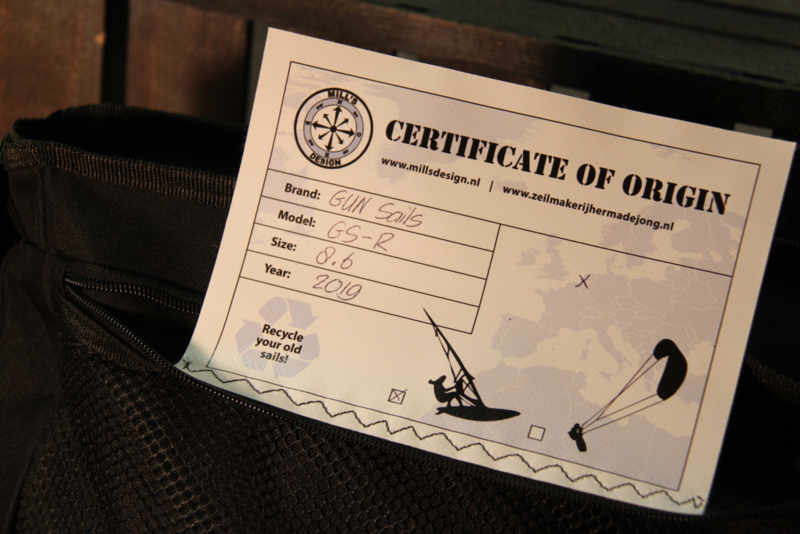 MILL'S
DESIGN
CERTIFICATE OF ORIGIN
www.millsdesign.nl | www.zeilmakerijhermadejong.nl
Brand: GUN Sails
Model: GS-R
Size: 8.6
Year: 2019
Recycle
your old
sails!